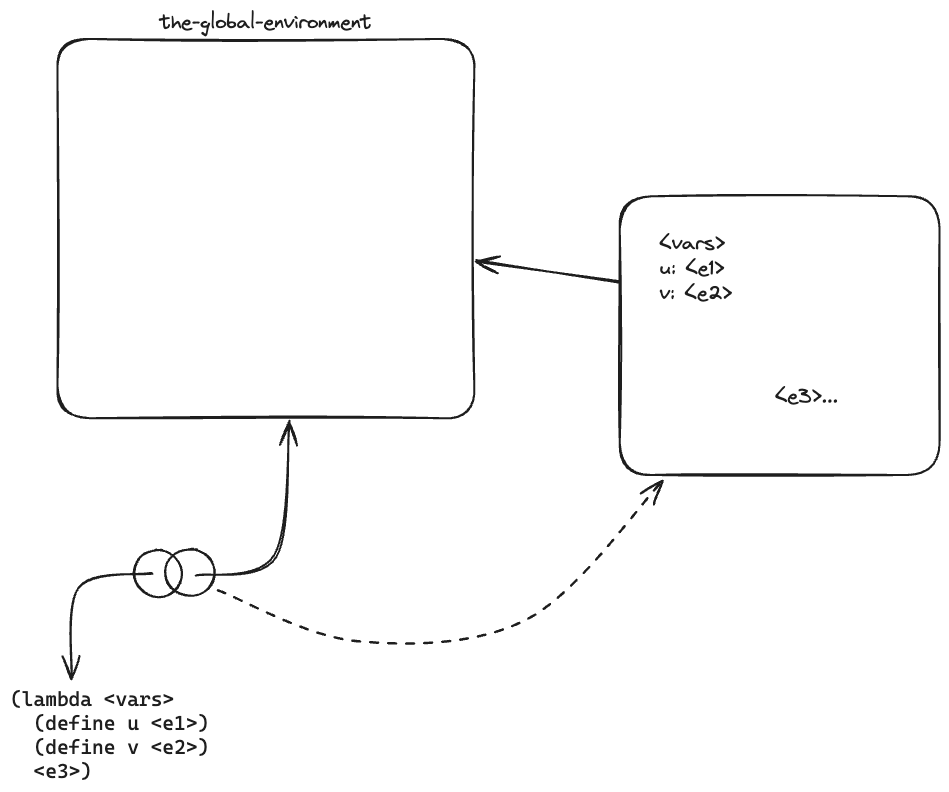 the-global-environment
<vars>
u: <e1>
v: <e2>
<e3>...
(lambda <vars>
  (define u <e1>)
  (define v <e2>)
  <e3>)